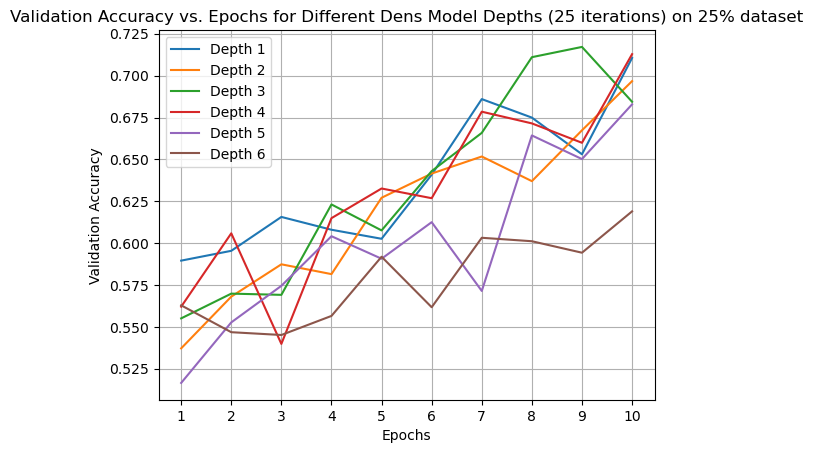 Validation Accuracy vs. Epochs for Different Dens Model Depths (25 iterations) on 25% dataset
0.725
0.700
0.675
0.650
0.625
0.600
0.575
0.550
0.525
Validation Accuracy
Depth 1
Depth 2
Depth 3
Depth 4
Depth 5
Depth 6
1 2 3 4 5 6 7 8 9 10
Epochs